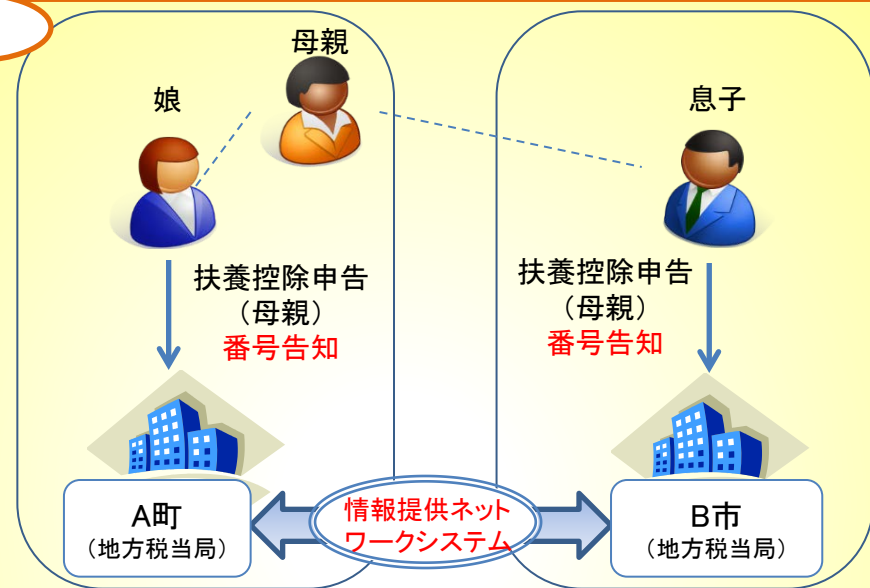 母親
娘
息子
扶養控除申告
（母親）
番号告知
扶養控除申告
（母親）
番号告知
A町
（地方税当局）
情報提供ネット
ワークシステム
B市
（地方税当局）